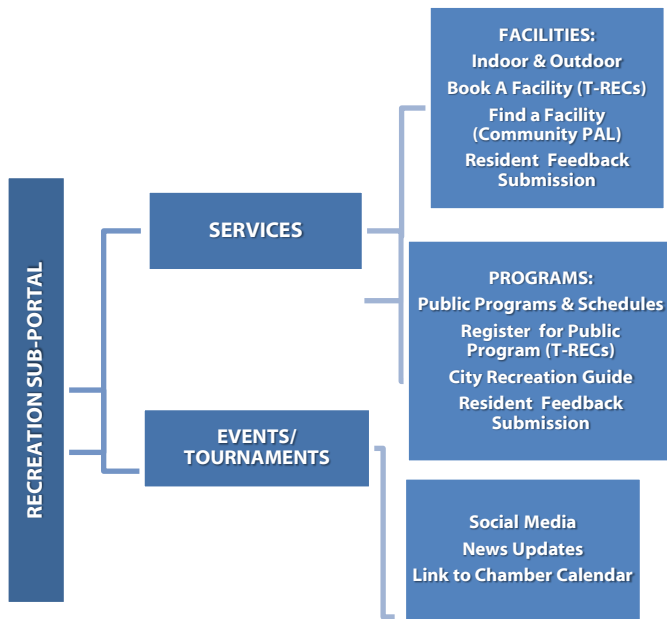 RECREATION SUB-PORTAL
SERVICES
FACILITIES:
Indoor & Outdoor
Book A Facility (T-RECs)
Find a Facility
(Community PAL)
Resident Feedback
Submission
PROGRAMS:
Public Programs & Schedules
Register for Public
Program (T-RECs)
City Recreation Guide
Resident Feedback
Submission
EVENTS/
TOURNAMENTS
Social Media
News Updates
Link to Chamber Calendar